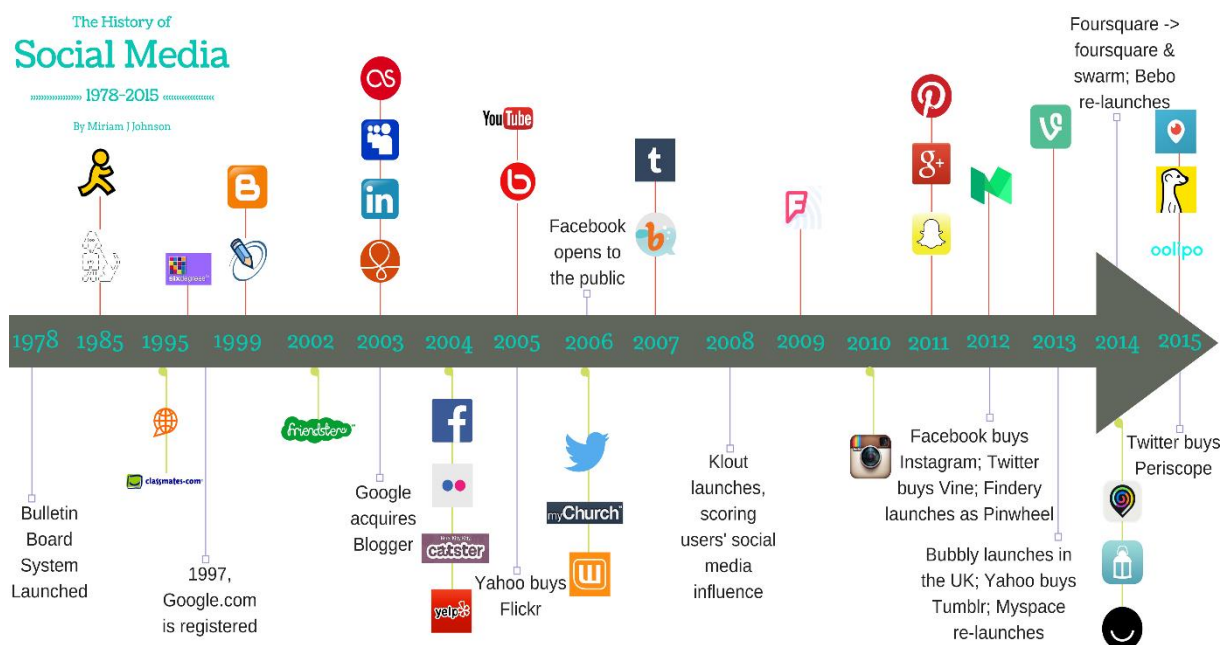 The History of
Social Media
1978-2015
By Miriam J Johnson
Foursquare ->
foursquare &
swarm; Bebo
re-launches
YouTube
sixdegrees™
Facebook
opens to
the public
oolipo
1978 1985 1995 1999 2002 2003 2004 2005 2006 2007 2008 2009 2010 2011 2012 2013 2014 2015
Bulletin
Board
System
Launched
classmates.com®
1997,
Google.com
is registered
friendster™
Google
acquires
Blogger
catster
yelp
Yahoo buys
Flickr
myChurch™
Klout
launches,
scoring
users' social
media
influence
Facebook buys
Instagram; Twitter
buys Vine; Findery
launches as Pinwheel
Bubbly launches in
the UK; Yahoo buys
Tumblr; Myspace
re-launches
Twitter buys
Periscope